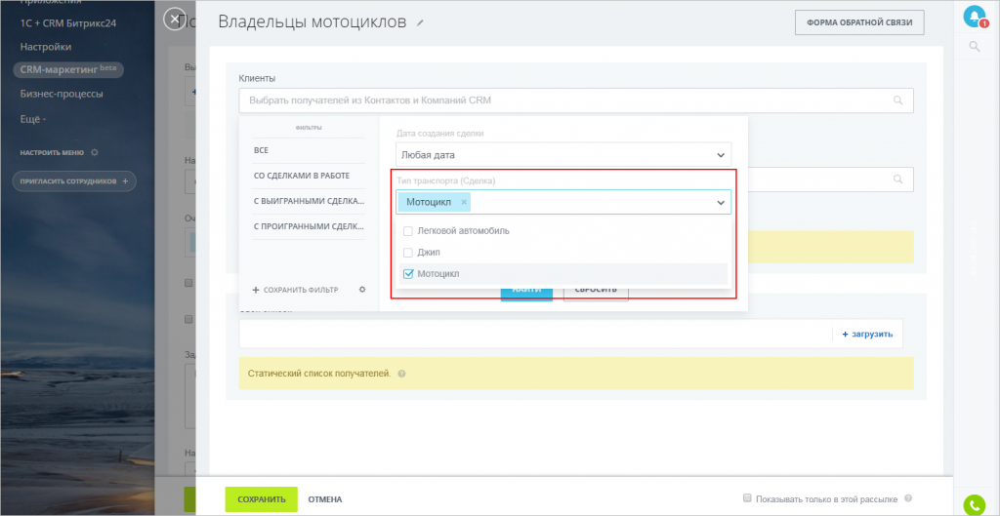 Приложения
1С + CRM Битрикс24
Настройки
CRM-маркетинг beta
Бизнес-процессы
Ещё -
НАСТРОИТЬ МЕНЮ
ПРИГЛАСИТЬ СОТРУДНИКОВ +
Владельцы мотоциклов
ФОРМА ОБРАТНОЙ СВЯЗИ
1
Клиенты
Выбрать получателей из Контактов и Компаний CRM
ФИЛЬТРЫ
ВСЕ
СО СДЕЛКАМИ В РАБОТЕ
С ВЫИГРАННЫМИ СДЕЛКА...
С ПРОИГРАННЫМИ СДЕЛК...
+ СОХРАНИТЬ ФИЛЬТР
Дата создания сделки
Любая дата
Тип транспорта (Сделка)
Мотоцикл ×
Легковой автомобиль
Джип
Мотоцикл
НАЙТИ
СБРОСИТЬ
+ загрузить
Статический список получателей. ?
СОХРАНИТЬ
ОТМЕНА
Показывать только в этой рассылке ?